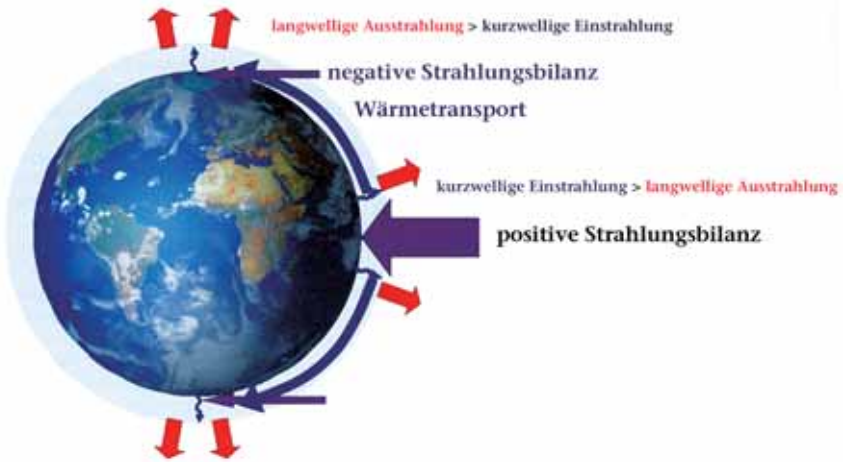 langwellige Ausstrahlung > kurzwellige Einstrahlung
negative Strahlungsbilanz
Wärmetransport
kurzwellige Einstrahlung > langwellige Ausstrahlung
positive Strahlungsbilanz